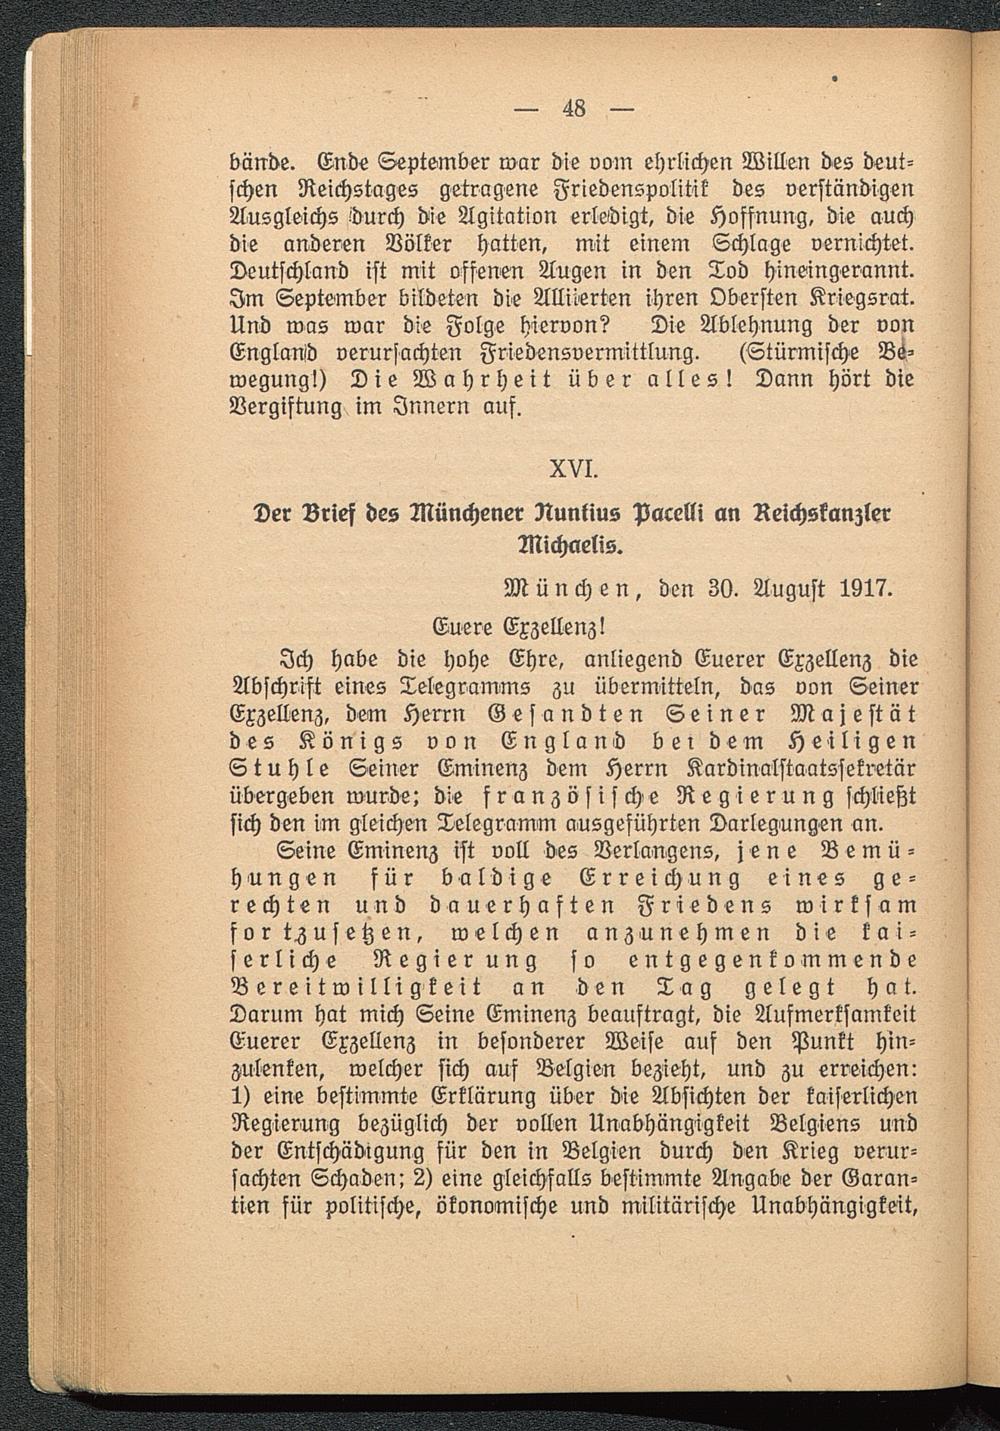 — 48 —
bände. Ende September war die vom ehrlichen Willen des deut-
schen Reichstages getragene Friedenspolitik des verständigen
Ausgleichs durch die Agitation erledigt, die Hoffnung, die auch
die anderen Völker hatten, mit einem Schlage vernichtet.
Deutschland ist mit offenen Augen in den Tod hineingerannt.
Im September bildeten die Alliierten ihren Obersten Kriegsrat.
Und was war die Folge hiervon? Die Ablehnung der von
England verursachten Friedensvermittlung. (Stürmische Be-
wegung!) Die Wahrheit über alles! Dann hört die
Vergiftung im Innern auf.
XVI.
Der Brief des Münchener Nuntius Pacelli an Reichskanzler
Michaelis.
München, den 30. August 1917.
Euere Exzellenz!
Ich habe die hohe Ehre, anliegend Euerer Exzellenz die
Abschrift eines Telegramms zu übermitteln, das von Seiner
Exzellenz, dem Herrn Gesandten Seiner Majestät
des Königs von England bei dem Heiligen
Stuhle Seiner Eminenz dem Herrn Kardinalstaatssekretär
übergeben wurde; die französische Regierung schließt
sich den im gleichen Telegramm ausgeführten Darlegungen an.
Seine Eminenz ist voll des Verlangens, jene Bemü-
hungen für baldige Erreichung eines ge-
rechten und dauerhaften Friedens wirksam
fortzusetzen, welchen anzunehmen die kai-
serliche Regierung so entgegenkommende
Bereitwilligkeit an den Tag gelegt hat.
Darum hat mich Seine Eminenz beauftragt, die Aufmerksamkeit
Euerer Exzellenz in besonderer Weise auf den Punkt hin-
zulenken, welcher sich auf Belgien bezieht, und zu erreichen:
1) eine bestimmte Erklärung über die Absichten der kaiserlichen
Regierung bezüglich der vollen Unabhängigkeit Belgiens und
der Entschädigung für den in Belgien durch den Krieg verur-
sachten Schaden; 2) eine gleichfalls bestimmte Angabe der Garan-
tien für politische, ökonomische und militärische Unabhängigkeit,